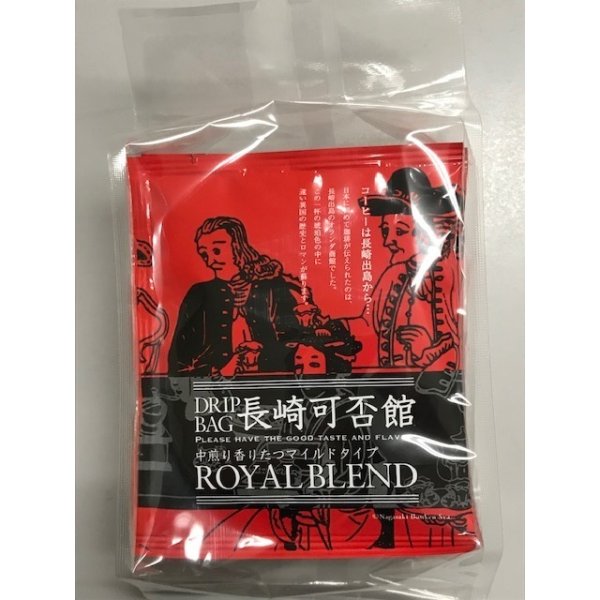 コーヒーは長崎出島から…
日本に初めて珈琲が伝えられたのは、
長崎出島のオランダ商館でした。
この一杯の琥珀色の中に
遠い異国の歴史とロマンが蘇ります。
DRIP BAG 長崎可否館
PLEASE HAVE THE GOOD TASTE AND
中煎り香りたつマイルドタイプ
ROYAL BLEND
©Nagasaki Bunken Sya.